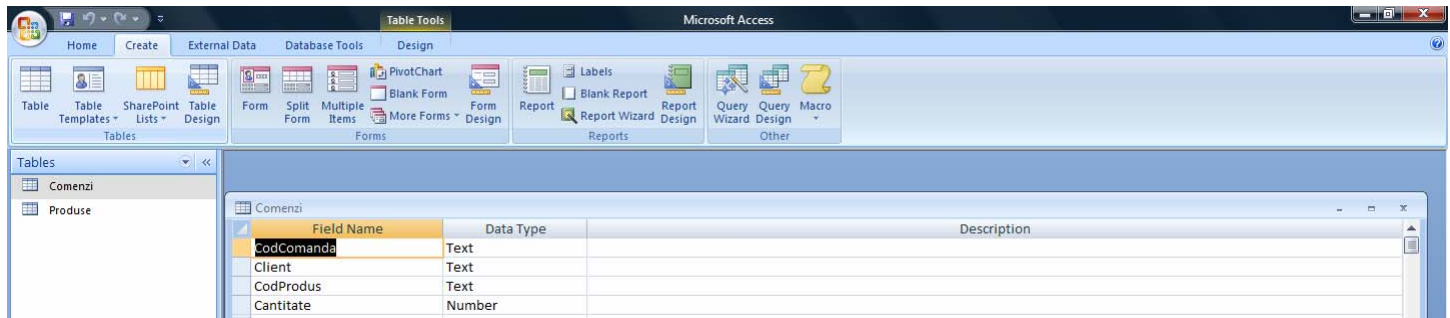 Table Tools
Microsoft Access
Home Create External Data Database Tools Design
Table
Table Templates
SharePoint Lists
Table Design
Tables
Form
Split Form
Multiple Items
PivotChart
Blank Form
More Forms
Form Design
Forms
Report
Labels
Blank Report
Report Wizard
Report Design
Reports
Query Wizard
Query Design
Macro
Other
Tables
Comenzi
Produse
Comenzi
Field Name Data Type Description
CodComanda Text
Client Text
CodProdus Text
Cantitate Number